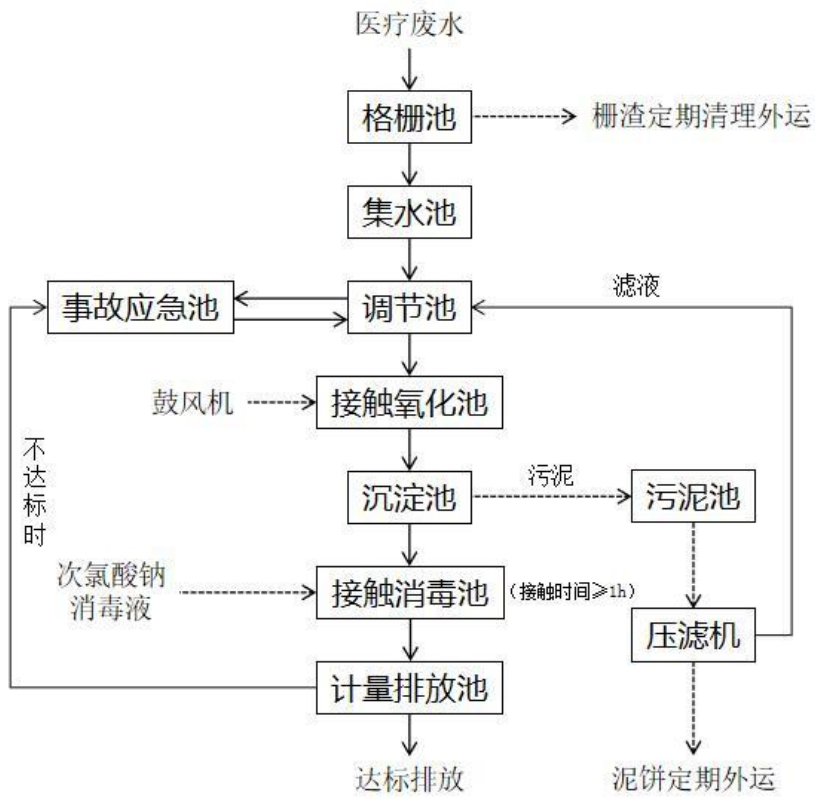 医疗废水
格栅池
栅渣定期清理外运
集水池
滤液
事故应急池
调节池
鼓风机
接触氧化池
不达标时
沉淀池
污泥
污泥池
次氯酸钠
消毒液
接触消毒池
（接触时间≥1h）
压滤机
计量排放池
达标排放
泥饼定期外运